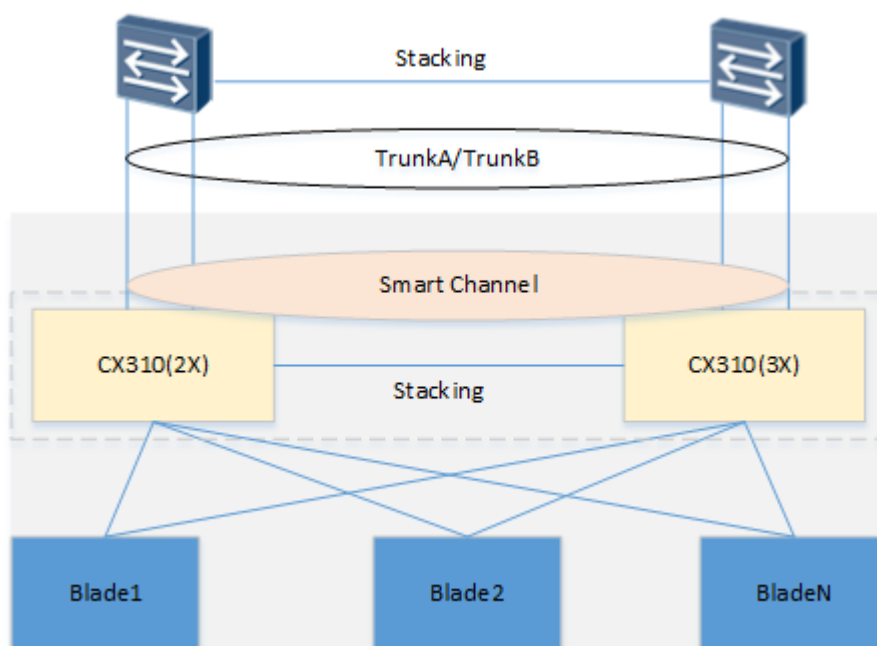 Stacking
TrunkA/TrunkB
Smart Channel
CX310(2X)
CX310(3X)
Stacking
Blade1
Blade2
BladeN